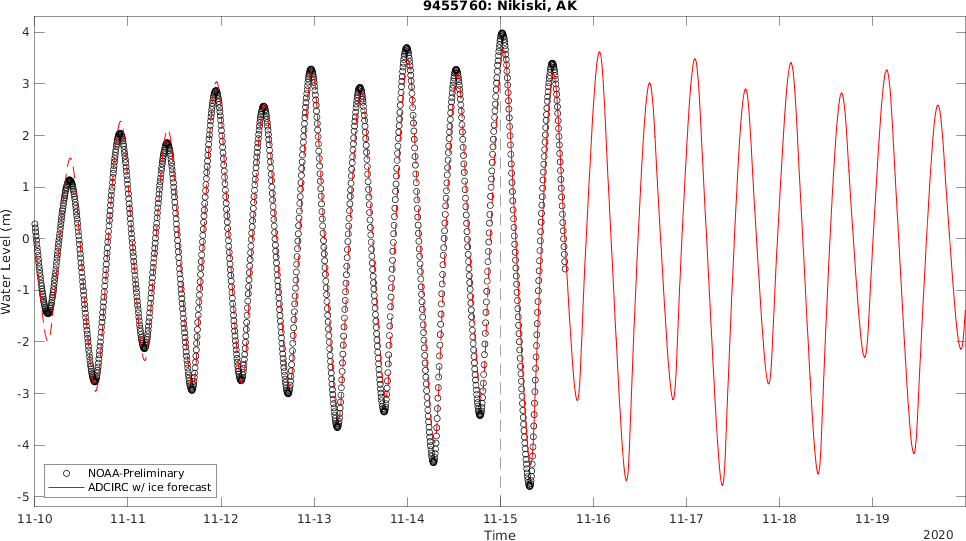 9455760: Nikiski, AK
4
3
2
1
0
-1
-2
-3
-4
-5
Water Level (m)
NOAA-Preliminary
ADCIRC w/ ice forecast
11-10 11-11 11-12 11-13 11-14 11-15 11-16 11-17 11-18 11-19
Time
2020